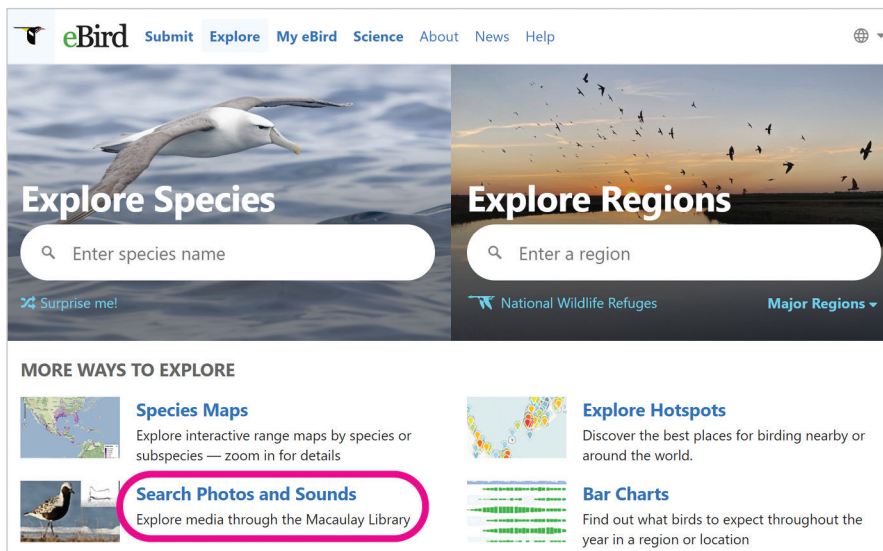 eBird Submit Explore My eBird Science About News Help
Explore Species
Enter species name
Surprise me!
Explore Regions
Enter a region
National Wildlife Refuges Major Regions
MORE WAYS TO EXPLORE
Species Maps
Explore interactive range maps by species or
subspecies — zoom in for details
Explore Hotspots
Discover the best places for birding nearby or
around the world.
Search Photos and Sounds
Explore media through the Macaulay Library
Bar Charts
Find out what birds to expect throughout the
year in a region or location